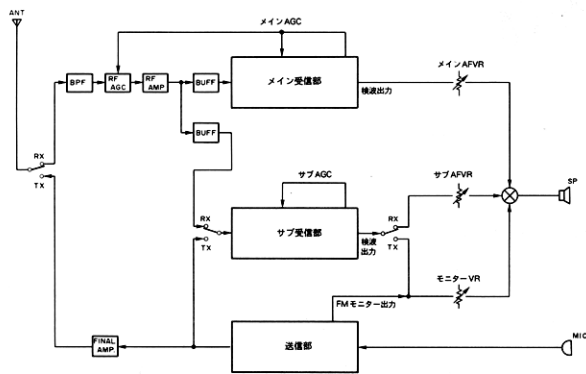 ANT
メインAGC
メインAFVR
BPF
RF
AGC
RF
AMP
BUFF
メイン受信部
検波出力
BUFF
RX
TX
サブAGC
サブAFVR
SP
RX
TX
サブ受信部
検波
出力
RX
TX
モニターVR
FMモニター出力
FINAL
AMP
送信部
MIC